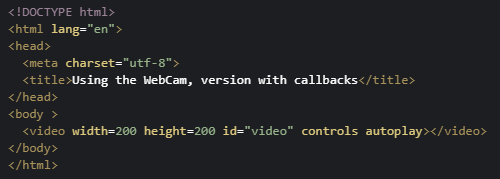 <!DOCTYPE html>
<html lang="en">
<head>
  <meta charset="utf-8">
  <title>Using the WebCam, version with callbacks</title>
</head>
<body >
  <video width=200 height=200 id="video" controls autoplay></video>
</body>
</html>